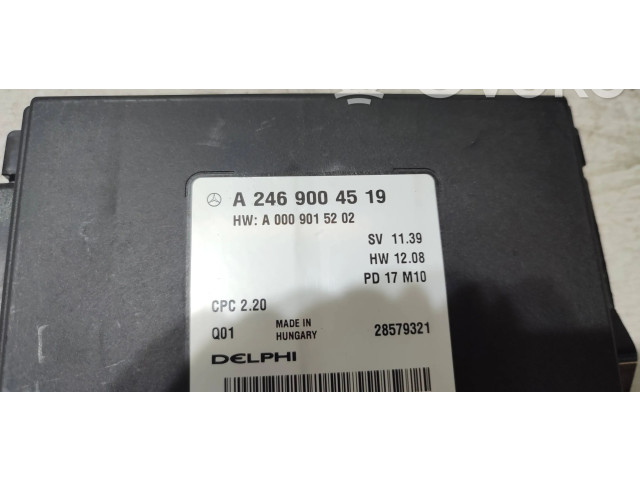 A 246 900 45 19
HW: A 000 901 52 02
SV 11.39
HW 12.08
PD 17 M10
CPC 2.20
Q01
MADE IN
HUNGARY
28579321
DELPHI